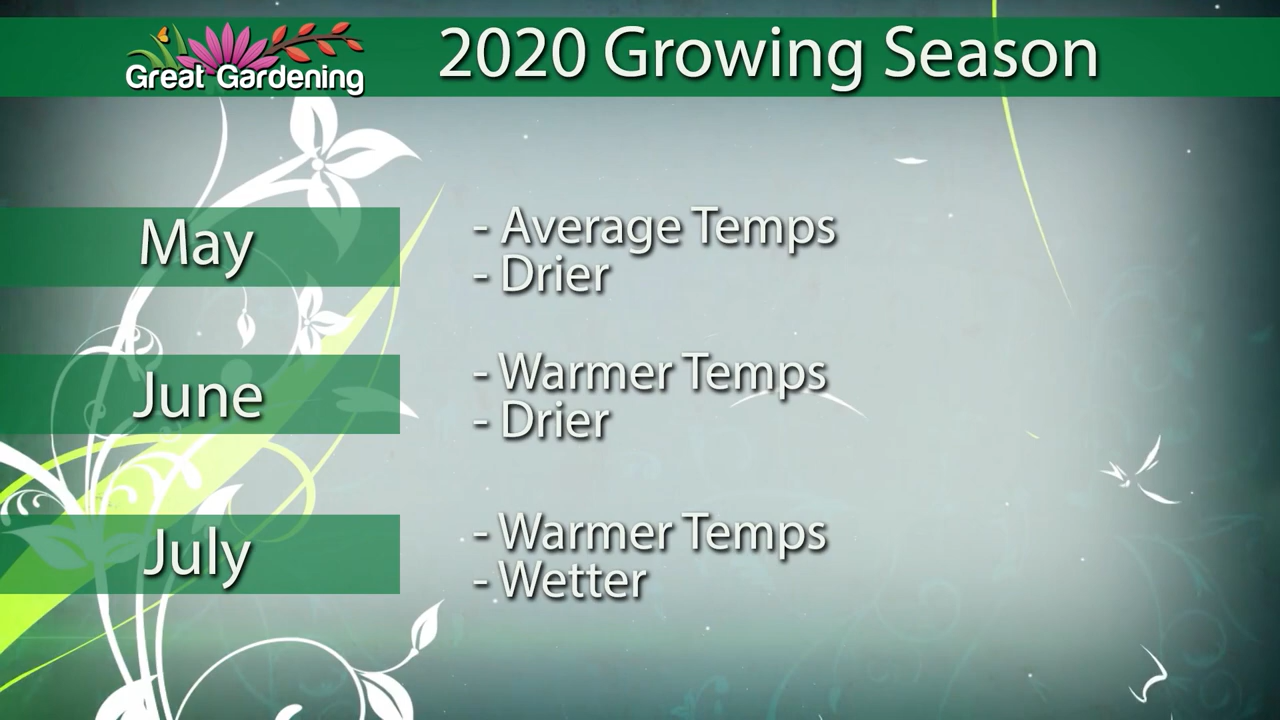 Great Gardening
2020 Growing Season
May
- Average Temps
- Drier
June
- Warmer Temps
- Drier
July
- Warmer Temps
- Wetter